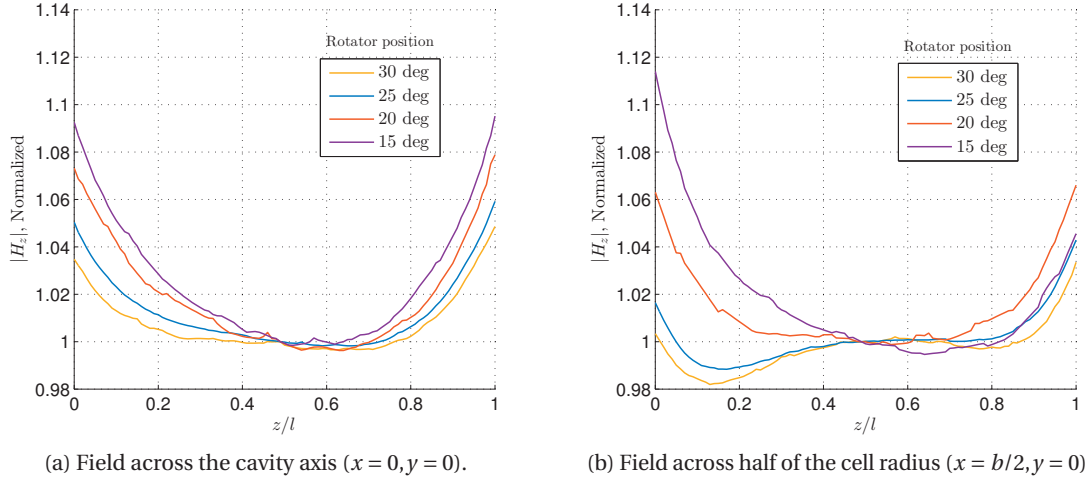 1.14
1.12
1.1
1.08
1.06
1.04
1.02
1
0.98
|H_z|, Normalized
Rotator position
30 deg
25 deg
20 deg
15 deg
0 0.2 0.4 0.6 0.8 1
z/l
(a) Field across the cavity axis (x = 0, y = 0).
1.14
1.12
1.1
1.08
1.06
1.04
1.02
1
0.98
|H_z|, Normalized
Rotator position
30 deg
25 deg
20 deg
15 deg
0 0.2 0.4 0.6 0.8 1
z/l
(b) Field across half of the cell radius (x = b/2, y = 0)